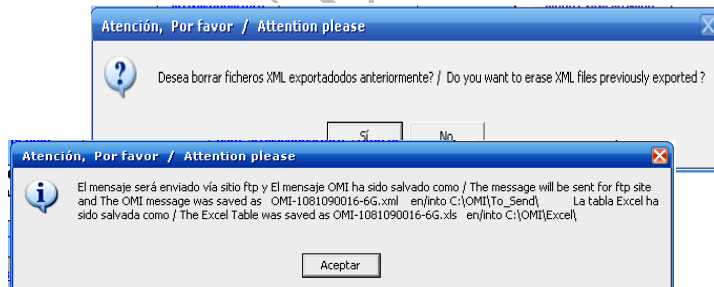 Atención, Por favor / Attention please
Desea borrar ficheros XML exportadodos anteriormente? / Do you want to erase XML files previously exported ?
Sí
No
Atención, Por favor / Attention please
El mensaje será enviado vía sitio ftp y El mensaje OMI ha sido salvado como / The message will be sent for ftp site
and The OMI message was saved as OMI-1081090016-6G.xml en/into C:\OMI\To_Send\ La tabla Excel ha
sido salvada como / The Excel Table was saved as OMI-1081090016-6G.xls en/into C:\OMI\Excel\
Aceptar